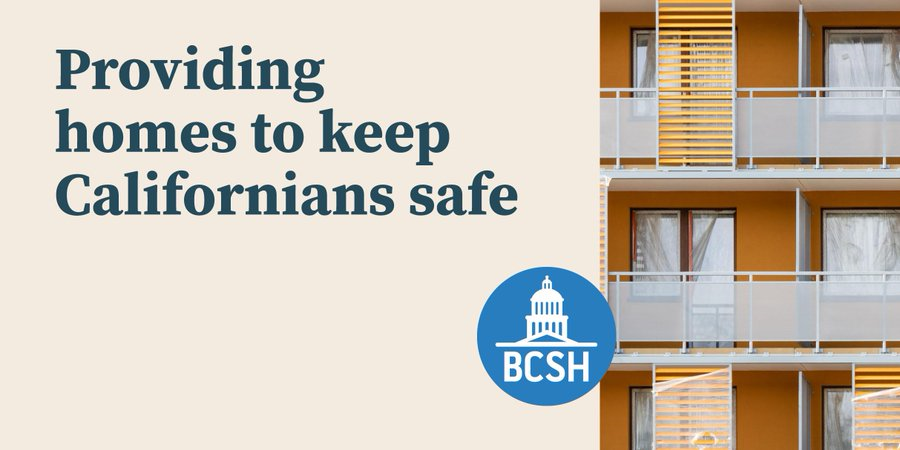 Providing
homes to keep
Californians safe
BCSH